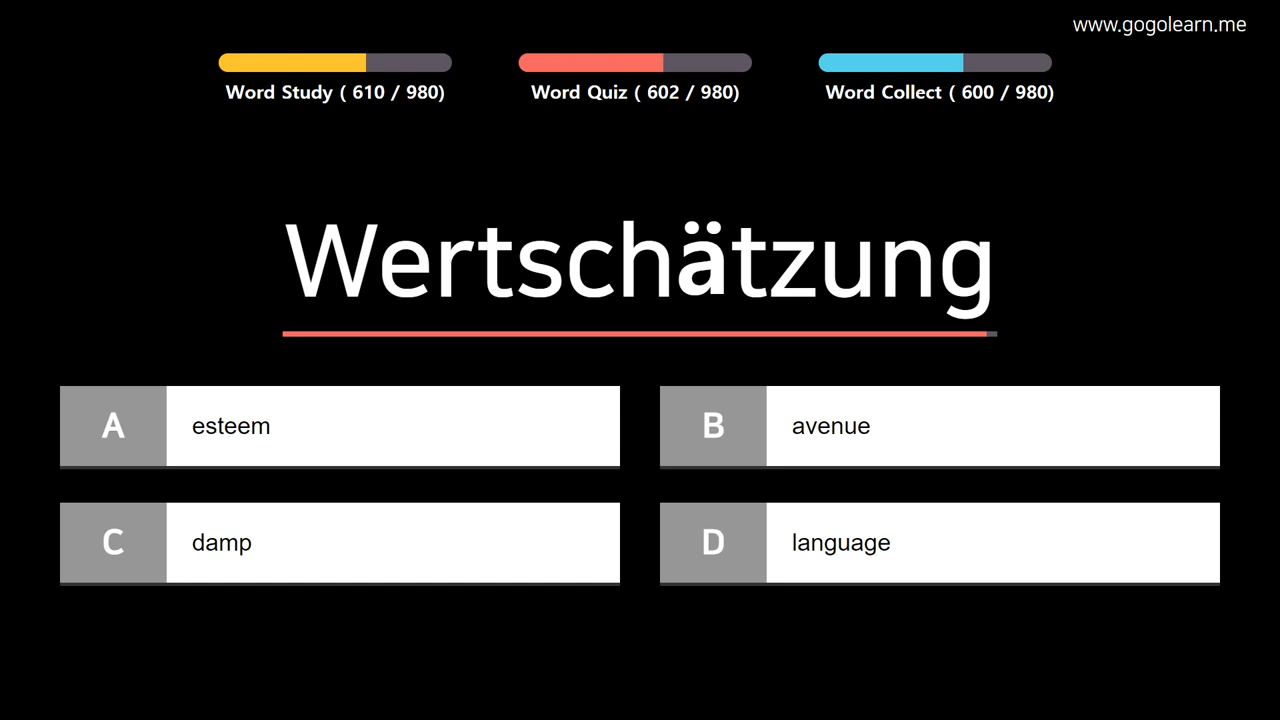 www.gogolearn.me
Word Study ( 610 / 980)
Word Quiz ( 602 / 980)
Word Collect ( 600 / 980)
Wertschätzung
A esteem
B avenue
C damp
D language